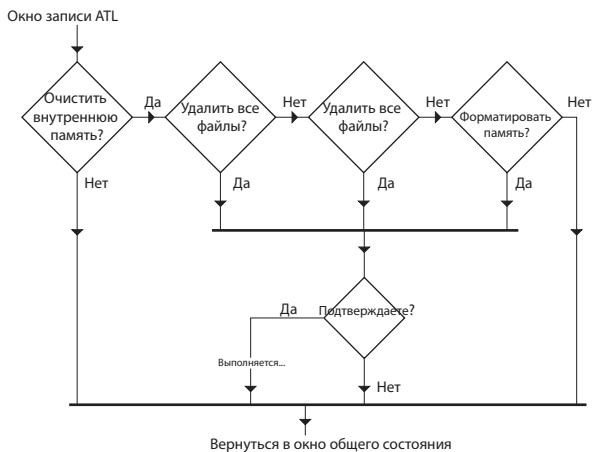 Окно записи ATL
Очистить
внутреннюю
память?
Да
Удалить все
файлы?
Нет
Удалить все
файлы?
Нет
Форматировать
память?
Нет
Нет
Да
Да
Да
Подтверждаете?
Да
Выполняется...
Нет
Вернуться в окно общего состояния